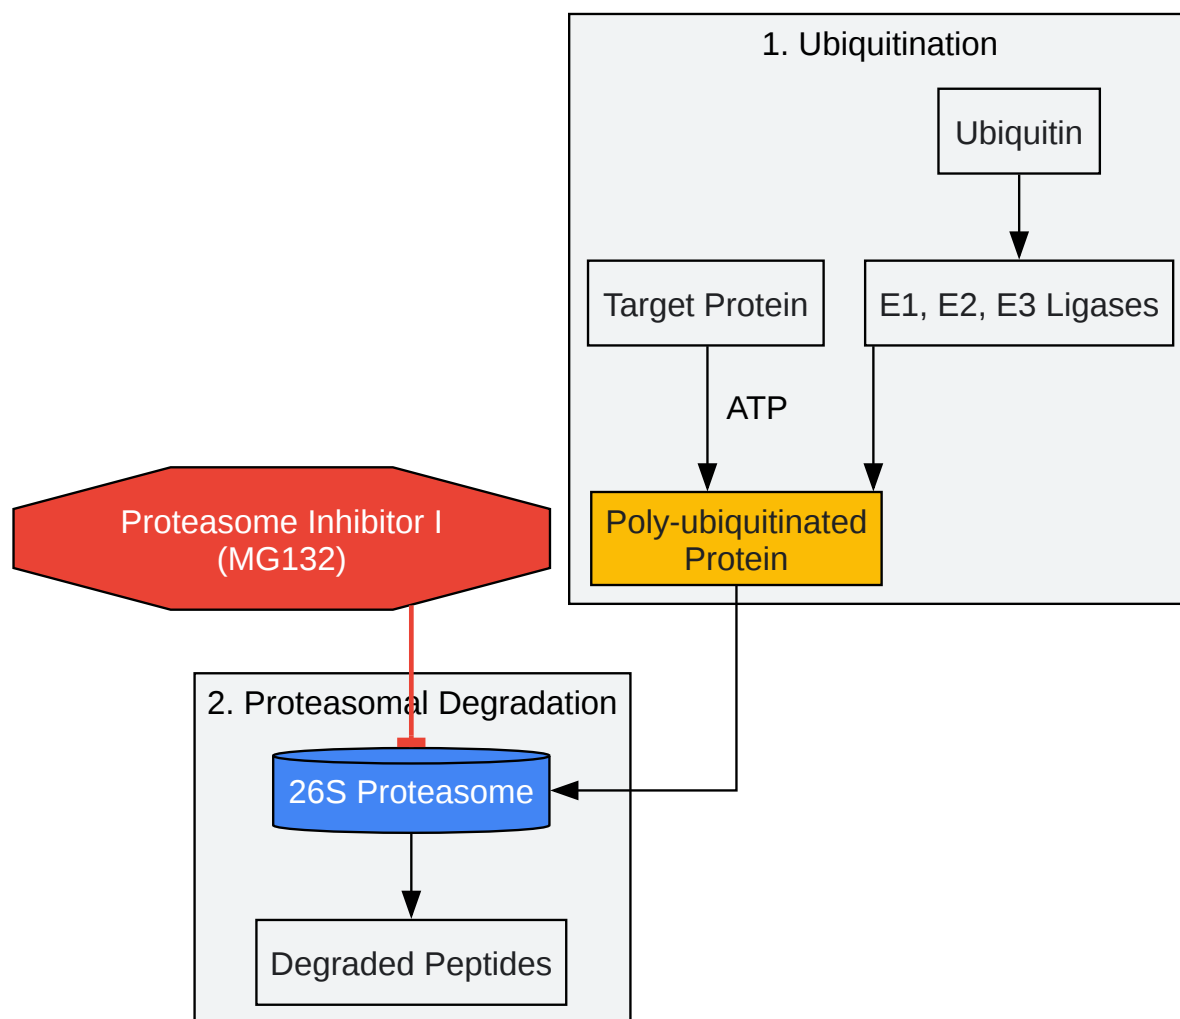 1. Ubiquitination
Ubiquitin
Target Protein
E1, E2, E3 Ligases
ATP
Poly-ubiquitinated
Protein
Proteasome Inhibitor I
(MG132)
2. Proteasomal Degradation
26S Proteasome
Degraded Peptides